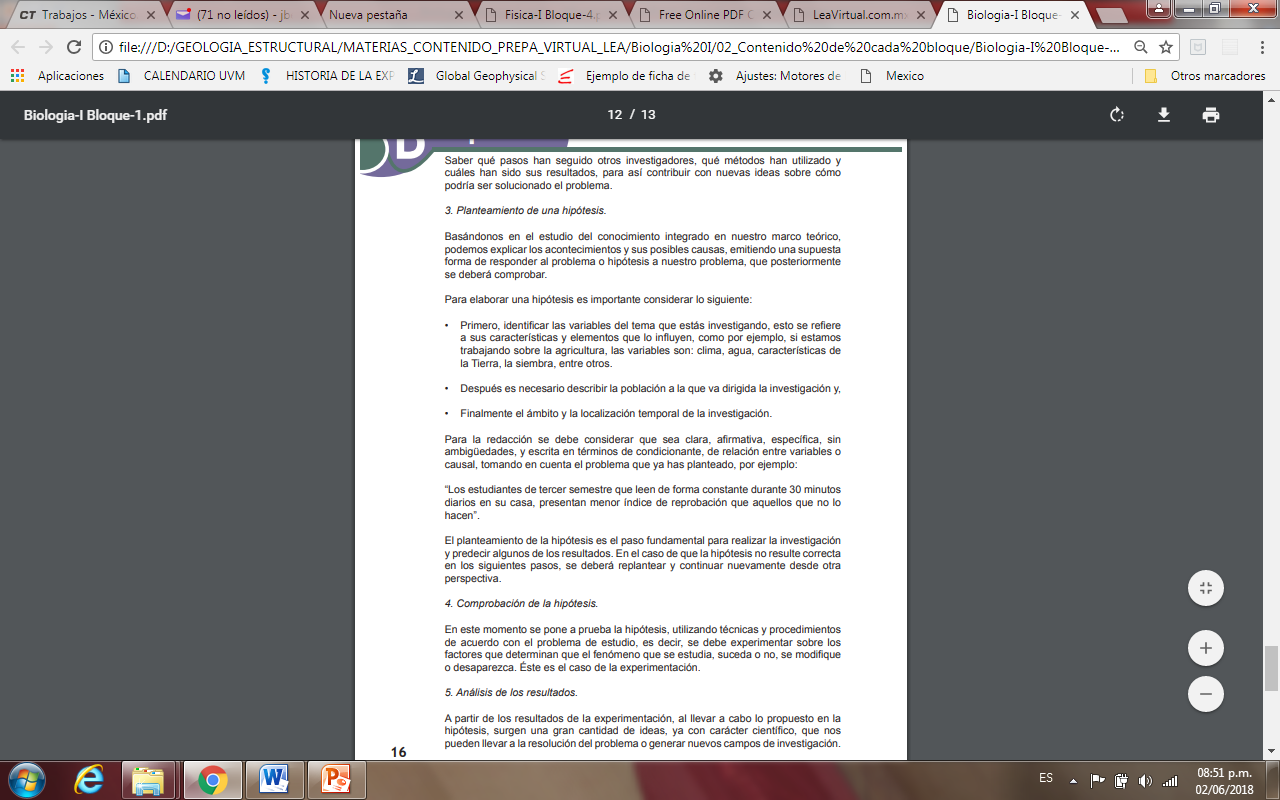 Trabajos - México
(71 no leídos) - jb
Nueva pestaña
Fisica-I Bloque-4.p
Free Online PDF C
LeaVirtual.com.mx
Biologia-I Bloque-
file:///D:/GEOLOGIA_ESTRUCTURAL/MATERIAS_CONTENIDO_PREPA_VIRTUAL_LEA/Biologia%20I/02_Contenido%20de%20cada%20bloque/Biologia-I%20Bloque-...
Aplicaciones
CALENDARIO UVM
HISTORIA DE LA EXP
Global Geophysical S
Ejemplo de ficha de
Ajustes: Motores de
Mexico
Otros marcadores
Biologia-I Bloque-1.pdf
12 / 13
Saber qué pasos han seguido otros investigadores, qué métodos han utilizado y
cuáles han sido sus resultados, para así contribuir con nuevas ideas sobre cómo
podría ser solucionado el problema.
3. Planteamiento de una hipótesis.
Basándonos en el estudio del conocimiento integrado en nuestro marco teórico,
podemos explicar los acontecimientos y sus posibles causas, emitiendo una supuesta
forma de responder al problema o hipótesis a nuestro problema, que posteriormente
se deberá comprobar.
Para elaborar una hipótesis es importante considerar lo siguiente:
• Primero, identificar las variables del tema que estás investigando, esto se refiere
a sus características y elementos que lo influyen, como por ejemplo, si estamos
trabajando sobre la agricultura, las variables son: clima, agua, características de
la Tierra, la siembra, entre otros.
• Después es necesario describir la población a la que va dirigida la investigación y,
• Finalmente el ámbito y la localización temporal de la investigación.
Para la redacción se debe considerar que sea clara, afirmativa, específica, sin
ambigüedades, y escrita en términos de condicionante, de relación entre variables o
causal, tomando en cuenta el problema que ya has planteado, por ejemplo:
“Los estudiantes de tercer semestre que leen de forma constante durante 30 minutos
diarios en su casa, presentan menor índice de reprobación que aquellos que no lo
hacen”.
El planteamiento de la hipótesis es el paso fundamental para realizar la investigación
y predecir algunos de los resultados. En el caso de que la hipótesis no resulte correcta
en los siguientes pasos, se deberá replantear y continuar nuevamente desde otra
perspectiva.
4. Comprobación de la hipótesis.
En este momento se pone a prueba la hipótesis, utilizando técnicas y procedimientos
de acuerdo con el problema de estudio, es decir, se debe experimentar sobre los
factores que determinan que el fenómeno que se estudia, suceda o no, se modifique
o desaparezca. Éste es el caso de la experimentación.
5. Análisis de los resultados.
A partir de los resultados de la experimentación, al llevar a cabo lo propuesto en la
hipótesis, surgen una gran cantidad de ideas, ya con carácter científico, que nos
pueden llevar a la resolución del problema o generar nuevos campos de investigación.
16
ES
08:51 p.m.
02/06/2018